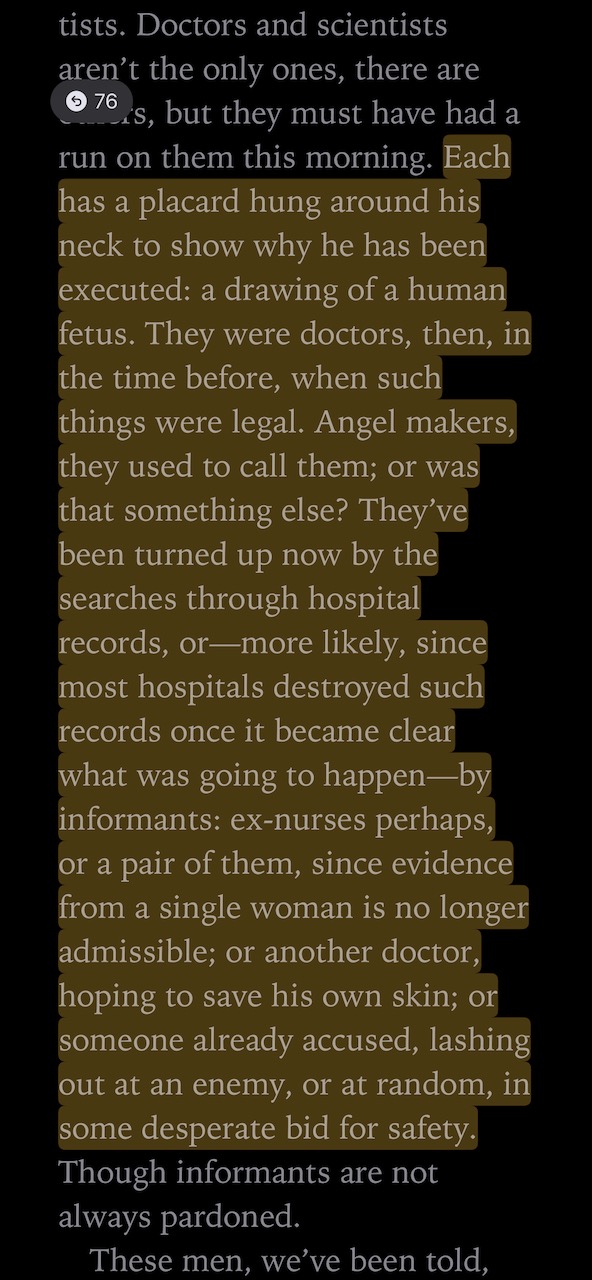 tists. Doctors and scientists
aren’t the only ones, there are
76
others, but they must have had a
run on them this morning. Each
has a placard hung around his
neck to show why he has been
executed: a drawing of a human
fetus. They were doctors, then, in
the time before, when such
things were legal. Angel makers,
they used to call them; or was
that something else? They’ve
been turned up now by the
searches through hospital
records, or—more likely, since
most hospitals destroyed such
records once it became clear
what was going to happen—by
informants: ex-nurses perhaps,
or a pair of them, since evidence
from a single woman is no longer
admissible; or another doctor,
hoping to save his own skin; or
someone already accused, lashing
out at an enemy, or at random, in
some desperate bid for safety.
Though informants are not
always pardoned.
These men, we’ve been told,